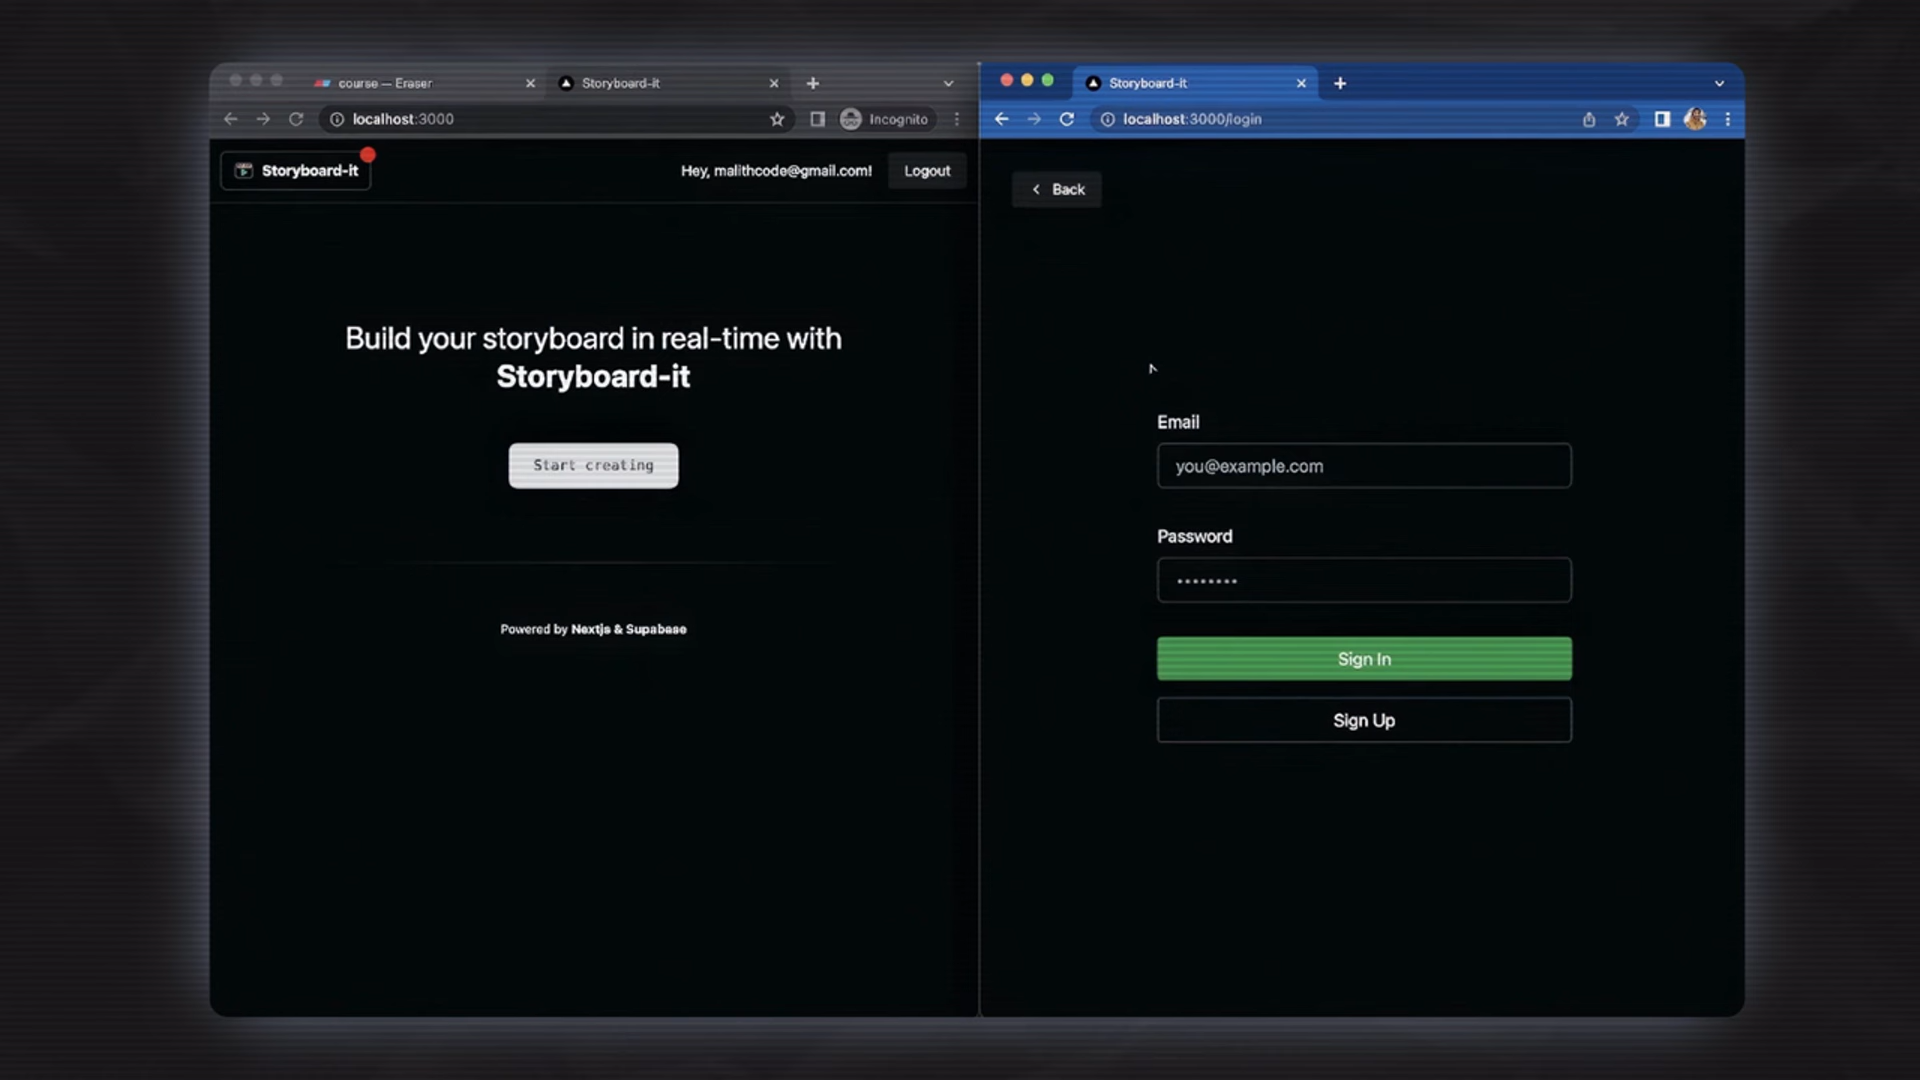 course — Eraser
Storyboard-it
localhost:3000
Incognito
Storyboard-it
Hey, malithcode@gmail.com!
Logout
Build your storyboard in real-time with
Storyboard-it
Start creating
Powered by Nextjs & Supabase
Storyboard-it
localhost:3000/login
Back
Email
you@example.com
Password
••••••••
Sign In
Sign Up